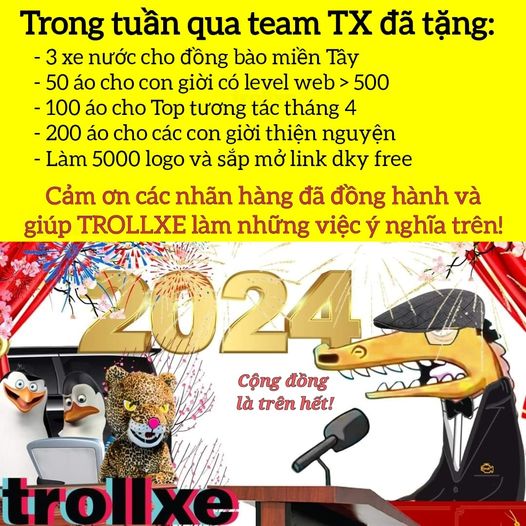 Trong tuần qua team TX đã tặng:
- 3 xe nước cho đồng bào miền Tây
- 50 áo cho con giời có level web > 500
- 100 áo cho Top tương tác tháng 4
- 200 áo cho các con giời thiện nguyện
- Làm 5000 logo và sắp mở link dky free
Cảm ơn các nhãn hàng đã đồng hành và
giúp TROLLXE làm những việc ý nghĩa trên!
2024
Cộng đồng
là trên hết!
trollxe